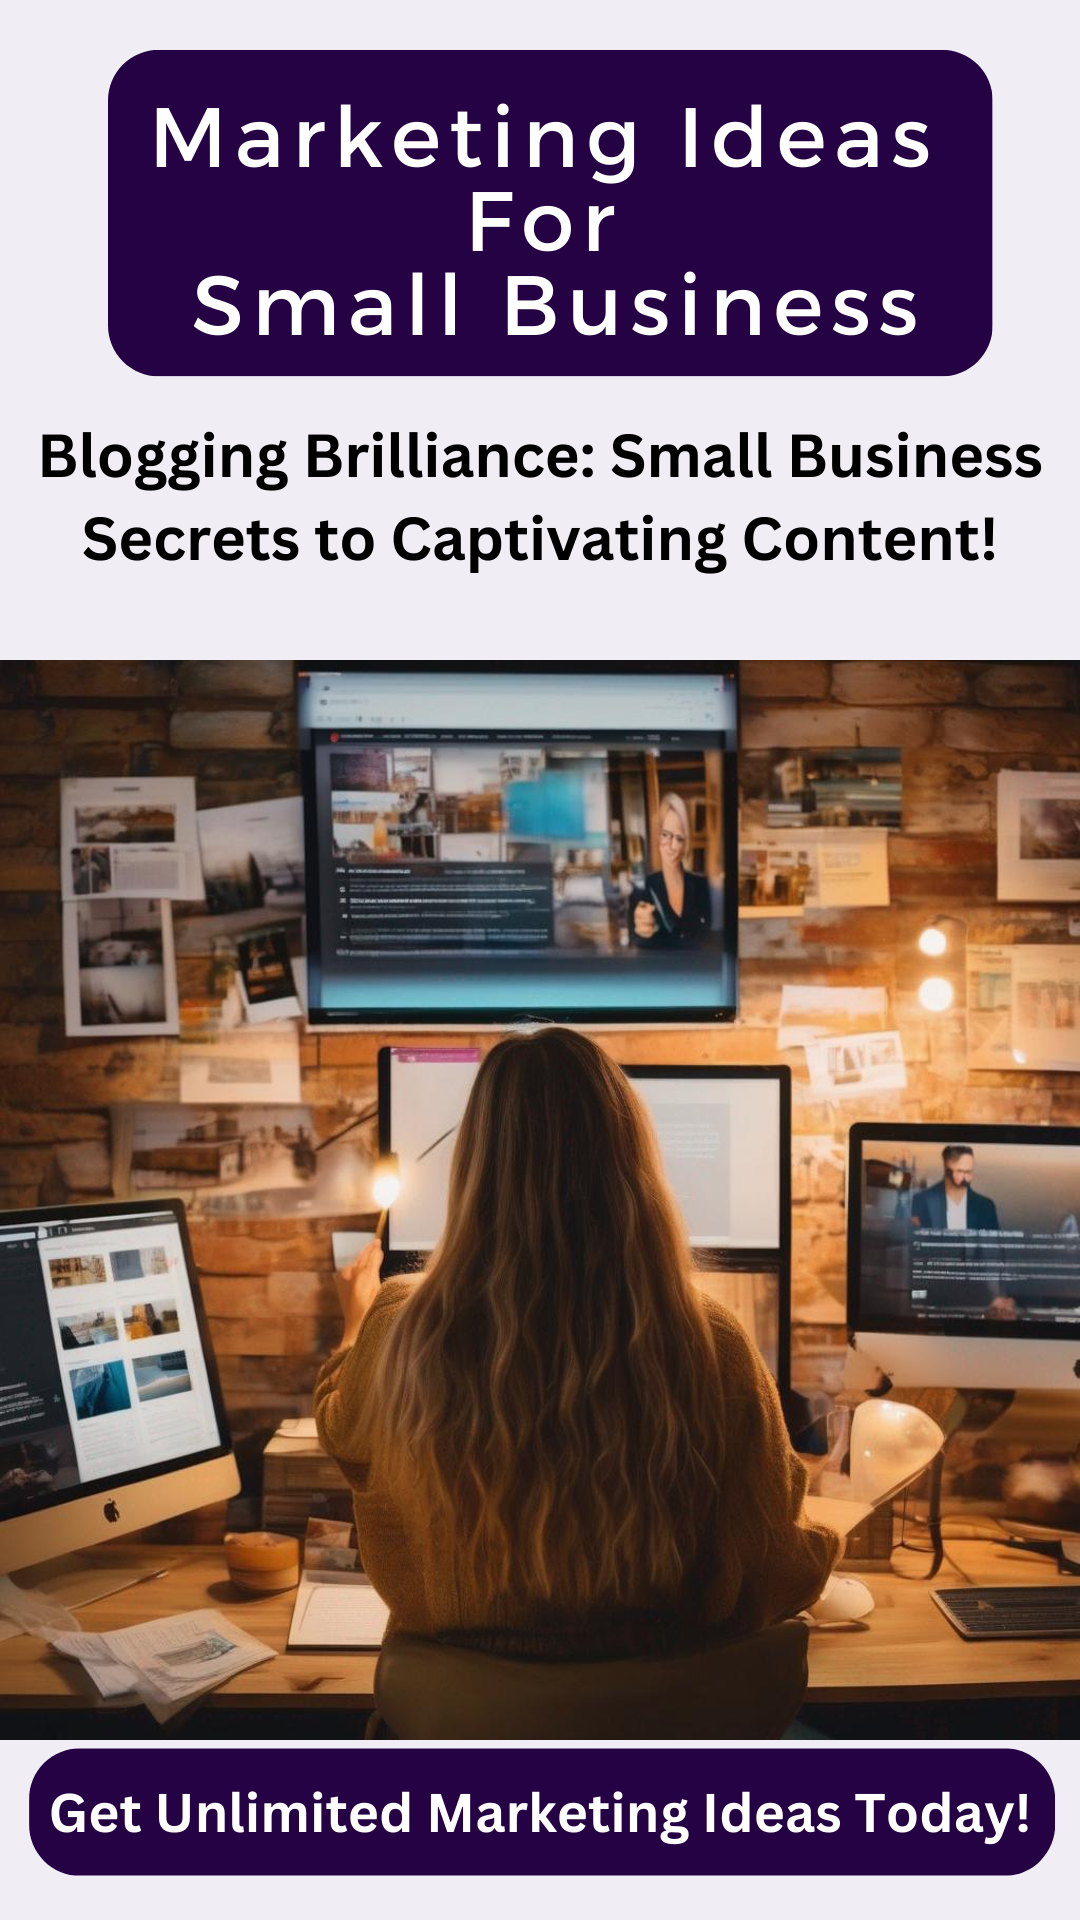 Marketing Ideas
For
Small Business
Blogging Brilliance: Small Business
Secrets to Captivating Content!
Get Unlimited Marketing Ideas Today!